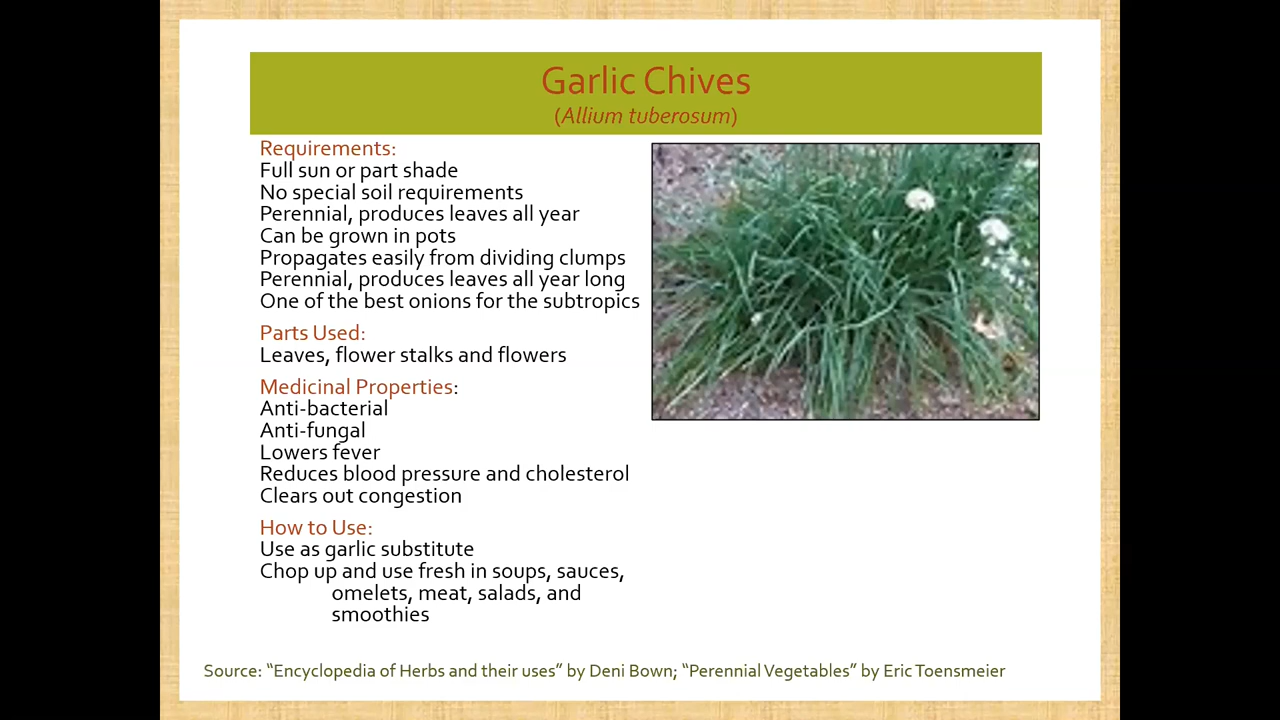 Garlic Chives
(Allium tuberosum)
Requirements:
Full sun or part shade
No special soil requirements
Perennial, produces leaves all year
Can be grown in pots
Propagates easily from dividing clumps
Perennial, produces leaves all year long
One of the best onions for the subtropics
Parts Used:
Leaves, flower stalks and flowers
Medicinal Properties:
Anti-bacterial
Anti-fungal
Lowers fever
Reduces blood pressure and cholesterol
Clears out congestion
How to Use:
Use as garlic substitute
Chop up and use fresh in soups, sauces,
omelets, meat, salads, and
smoothies
Source: “Encyclopedia of Herbs and their uses” by Deni Bown; “Perennial Vegetables” by Eric Toensmeier